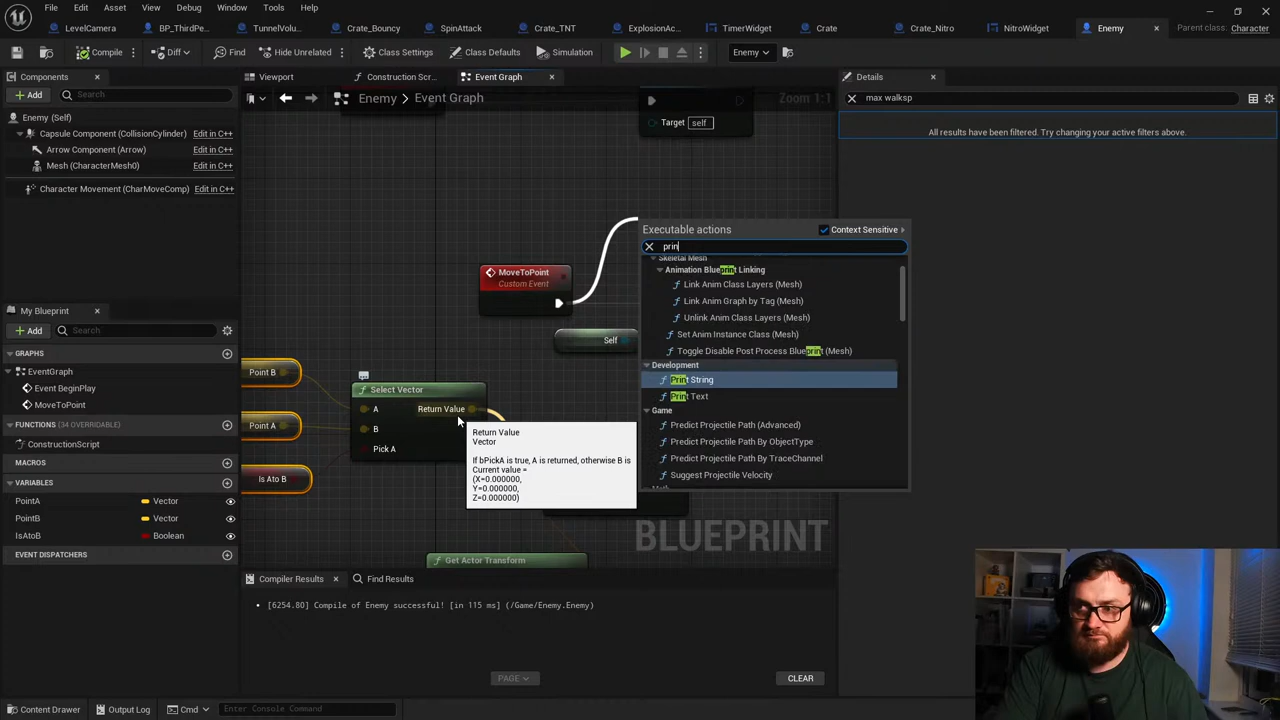 File Edit Asset View Debug Window Tools Help
LevelCamera BP_ThirdPe... TunnelVolu... Crate_Bouncy SpinAttack Crate_TNT ExplosionAc... TimerWidget Crate Crate_Nitro NitroWidget Enemy Parent class: Character
Compile Diff Find Hide Unrelated Class Settings Class Defaults Simulation Enemy
Components Viewport Construction Scr... Event Graph Details
Add Search Enemy > Event Graph Zoom 1:1 max walksp
Enemy (Self)
Target self
All results have been filtered. Try changing your active filters above.
Capsule Component (CollisionCylinder) Edit in C++
Arrow Component (Arrow) Edit in C++
Mesh (CharacterMesh0) Edit in C++
Character Movement (CharMoveComp) Edit in C++
Executable actions Context Sensitive
prin
Skeletal Mesh
Animation Blueprint Linking
Link Anim Class Layers (Mesh)
Link Anim Graph by Tag (Mesh)
Unlink Anim Class Layers (Mesh)
Set Anim Instance Class (Mesh)
Toggle Disable Post Process Blueprint (Mesh)
Development
Print String
Print Text
Game
Predict Projectile Path (Advanced)
Predict Projectile Path By ObjectType
Predict Projectile Path By TraceChannel
Suggest Projectile Velocity
MoveToPoint
Custom Event
Self
Point B
Point A
Is Ato B
Select Vector
A Return Value
B
Pick A
Return Value
Vector
If bPickA is true, A is returned, otherwise B is
Current value =
(X=0.000000,
Y=0.000000,
Z=0.000000)
BLUEPRINT
Get Actor Transform
My Blueprint
Add Search
GRAPHS
EventGraph
Event BeginPlay
MoveToPoint
FUNCTIONS (34 OVERRIDABLE)
ConstructionScript
MACROS
VARIABLES
PointA Vector
PointB Vector
IsAtoB Boolean
EVENT DISPATCHERS
Compiler Results Find Results
[6254.80] Compile of Enemy successful! [in 115 ms] (/Game/Enemy.Enemy)
PAGE CLEAR
Content Drawer Output Log Cmd Enter Console Command